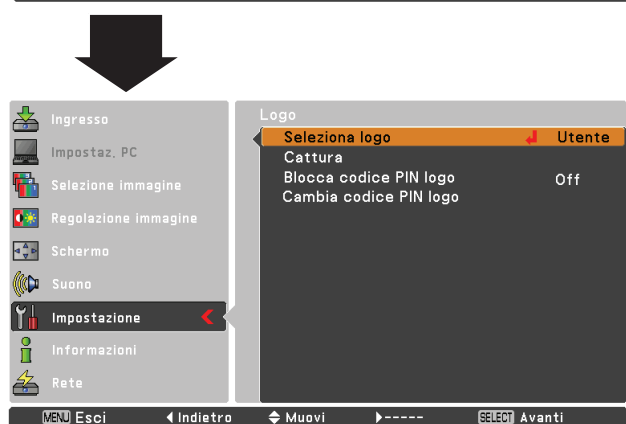 Ingresso
Impostaz. PC
Selezione immagine
Regolazione immagine
Schermo
Suono
Impostazione
Informazioni
Rete
Logo
Seleziona logo Utente
Cattura
Blocca codice PIN logo Off
Cambia codice PIN logo
MENU Esci Indietro Muovi ----- SELECT Avanti